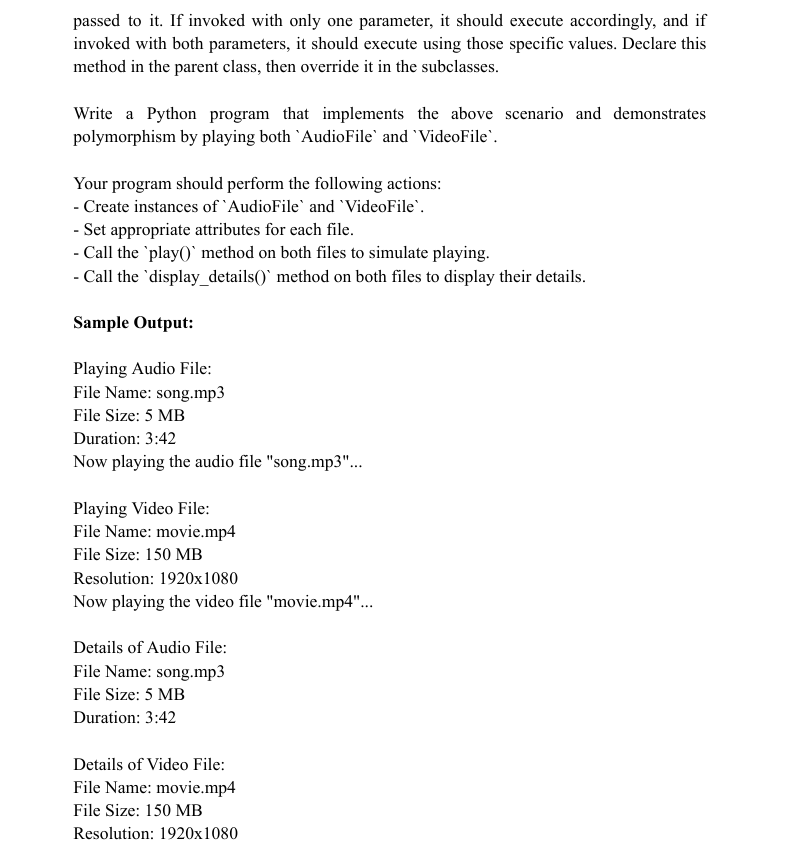 passed to it. If invoked with only one parameter, it should execute accordingly, and if
invoked with both parameters, it should execute using those specific values. Declare this
method in the parent class, then override it in the subclasses.
Write a Python program that implements the above scenario and demonstrates
polymorphism by playing both `AudioFile` and `VideoFile`.
Your program should perform the following actions:
- Create instances of `AudioFile` and `VideoFile`.
- Set appropriate attributes for each file.
- Call the `play()` method on both files to simulate playing.
- Call the `display_details()` method on both files to display their details.
Sample Output:
Playing Audio File:
File Name: song.mp3
File Size: 5 MB
Duration: 3:42
Now playing the audio file "song.mp3"...
Playing Video File:
File Name: movie.mp4
File Size: 150 MB
Resolution: 1920x1080
Now playing the video file "movie.mp4"...
Details of Audio File:
File Name: song.mp3
File Size: 5 MB
Duration: 3:42
Details of Video File:
File Name: movie.mp4
File Size: 150 MB
Resolution: 1920x1080